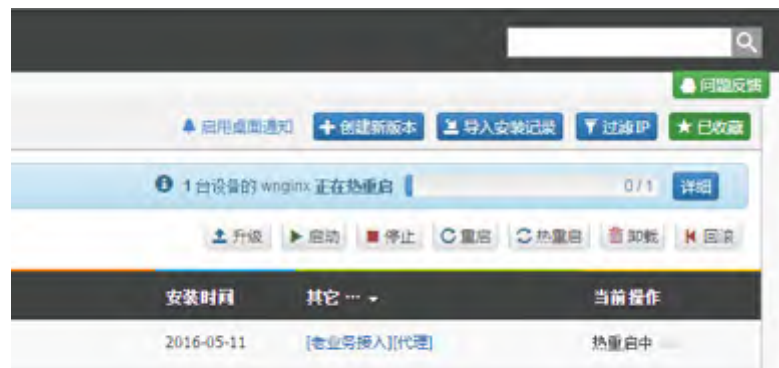 问题反馈
启用桌面通知 创建新版本 导入安装记录 过滤IP 已收藏
1 台设备的 wnginx 正在热重启 0 / 1 详细
升级 启动 停止 重启 热重启 卸载 回滚
安装时间 其它 … 当前操作
2016-05-11 [老业务接入][代理] 热重启中